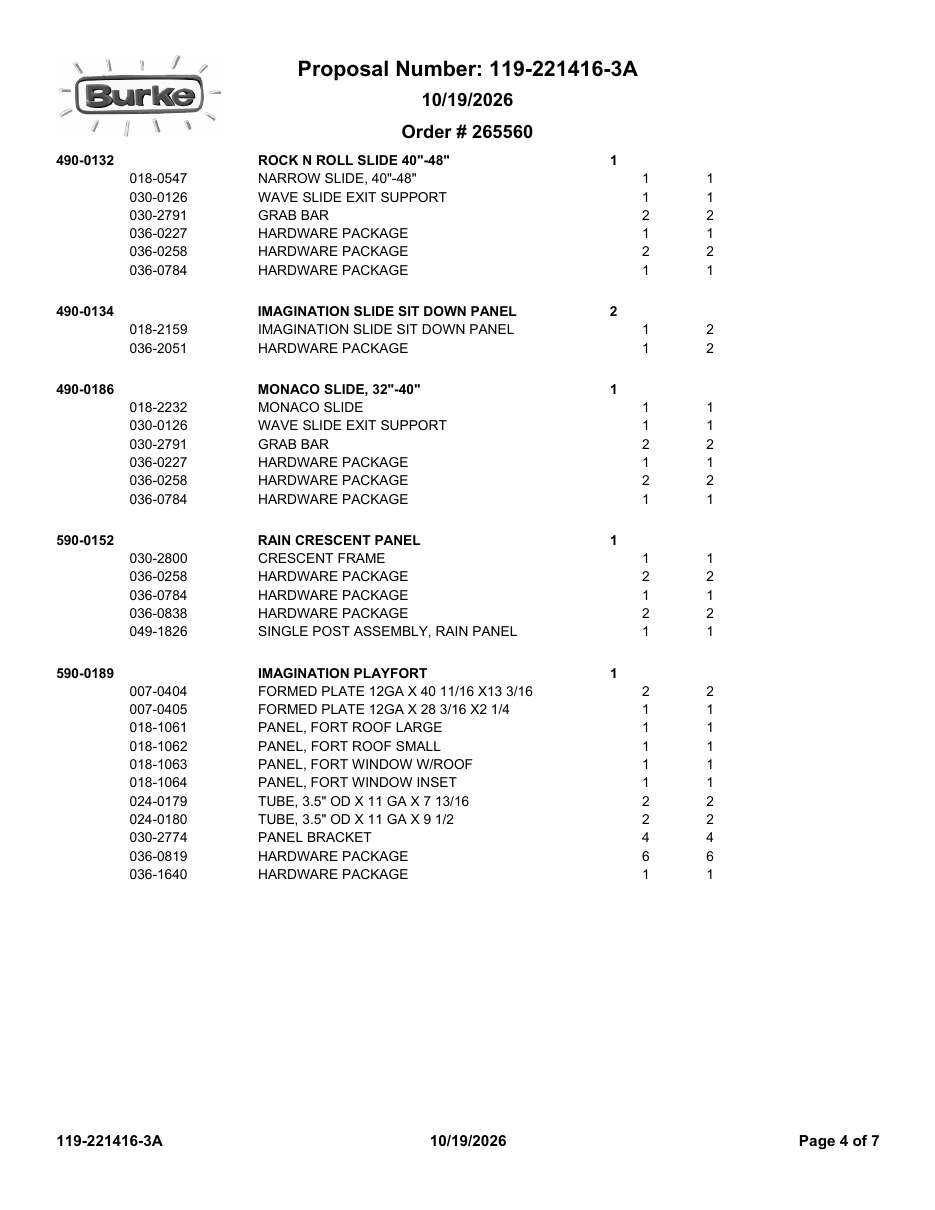 Burke
Proposal Number: 119-221416-3A
10/19/2026
Order # 265560
490-0132 ROCK N ROLL SLIDE 40"-48" 1
018-0547 NARROW SLIDE, 40"-48" 1 1
030-0126 WAVE SLIDE EXIT SUPPORT 1 1
030-2791 GRAB BAR 2 2
036-0227 HARDWARE PACKAGE 1 1
036-0258 HARDWARE PACKAGE 2 2
036-0784 HARDWARE PACKAGE 1 1
490-0134 IMAGINATION SLIDE SIT DOWN PANEL 2
018-2159 IMAGINATION SLIDE SIT DOWN PANEL 1 2
036-2051 HARDWARE PACKAGE 1 2
490-0186 MONACO SLIDE, 32"-40" 1
018-2232 MONACO SLIDE 1 1
030-0126 WAVE SLIDE EXIT SUPPORT 1 1
030-2791 GRAB BAR 2 2
036-0227 HARDWARE PACKAGE 1 1
036-0258 HARDWARE PACKAGE 2 2
036-0784 HARDWARE PACKAGE 1 1
590-0152 RAIN CRESCENT PANEL 1
030-2800 CRESCENT FRAME 1 1
036-0258 HARDWARE PACKAGE 2 2
036-0784 HARDWARE PACKAGE 1 1
036-0838 HARDWARE PACKAGE 2 2
049-1826 SINGLE POST ASSEMBLY, RAIN PANEL 1 1
590-0189 IMAGINATION PLAYFORT 1
007-0404 FORMED PLATE 12GA X 40 11/16 X13 3/16 2 2
007-0405 FORMED PLATE 12GA X 28 3/16 X2 1/4 1 1
018-1061 PANEL, FORT ROOF LARGE 1 1
018-1062 PANEL, FORT ROOF SMALL 1 1
018-1063 PANEL, FORT WINDOW W/ROOF 1 1
018-1064 PANEL, FORT WINDOW INSET 1 1
024-0179 TUBE, 3.5" OD X 11 GA X 7 13/16 2 2
024-0180 TUBE, 3.5" OD X 11 GA X 9 1/2 2 2
030-2774 PANEL BRACKET 4 4
036-0819 HARDWARE PACKAGE 6 6
036-1640 HARDWARE PACKAGE 1 1
119-221416-3A 10/19/2026 Page 4 of 7